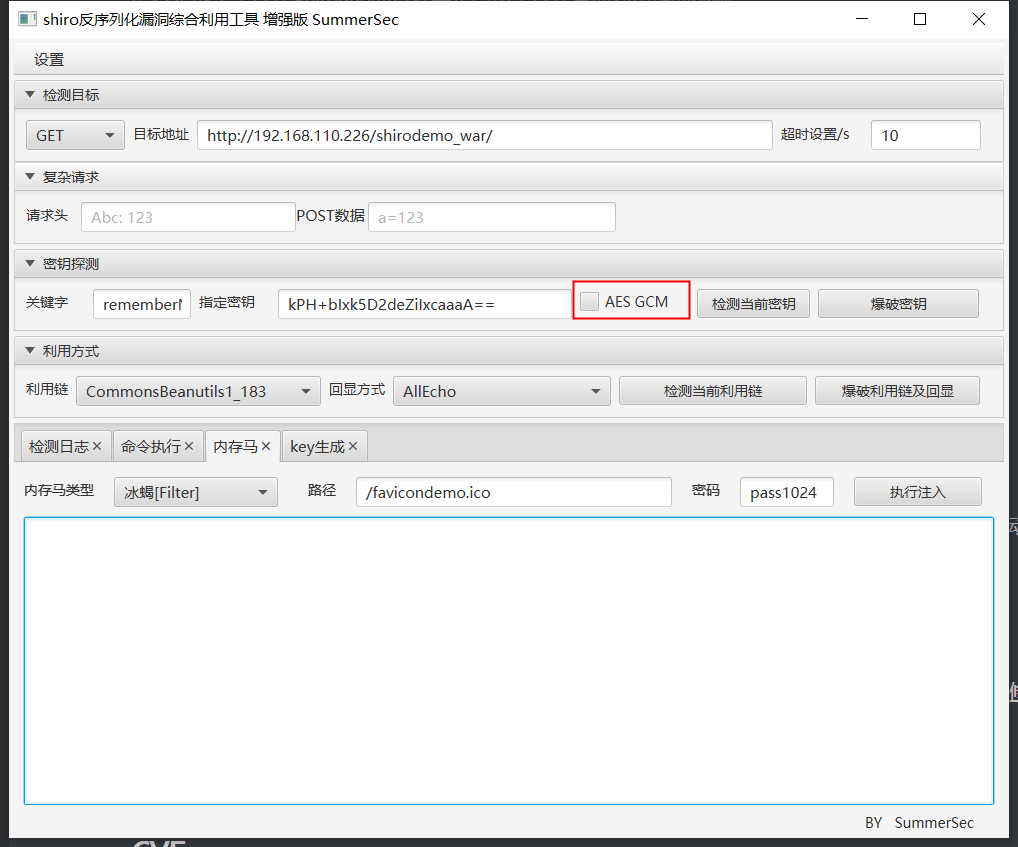 shiro反序列化漏洞综合利用工具 增强版 SummerSec
设置
检测目标
GET 目标地址 http://192.168.110.226/shirodemo_war/ 超时设置/s 10
复杂请求
请求头 Abc: 123 POST数据 a=123
密钥探测
关键字 remember 指定密钥 kPH+bIxk5D2deZiIxcaaaA== AES GCM 检测当前密钥 爆破密钥
利用方式
利用链 CommonsBeanutils1_183 回显方式 AllEcho 检测当前利用链 爆破利用链及回显
检测日志 命令执行 内存马 key生成
内存马类型 冰蝎[Filter] 路径 /favicondemo.ico 密码 pass1024 执行注入
BY SummerSec